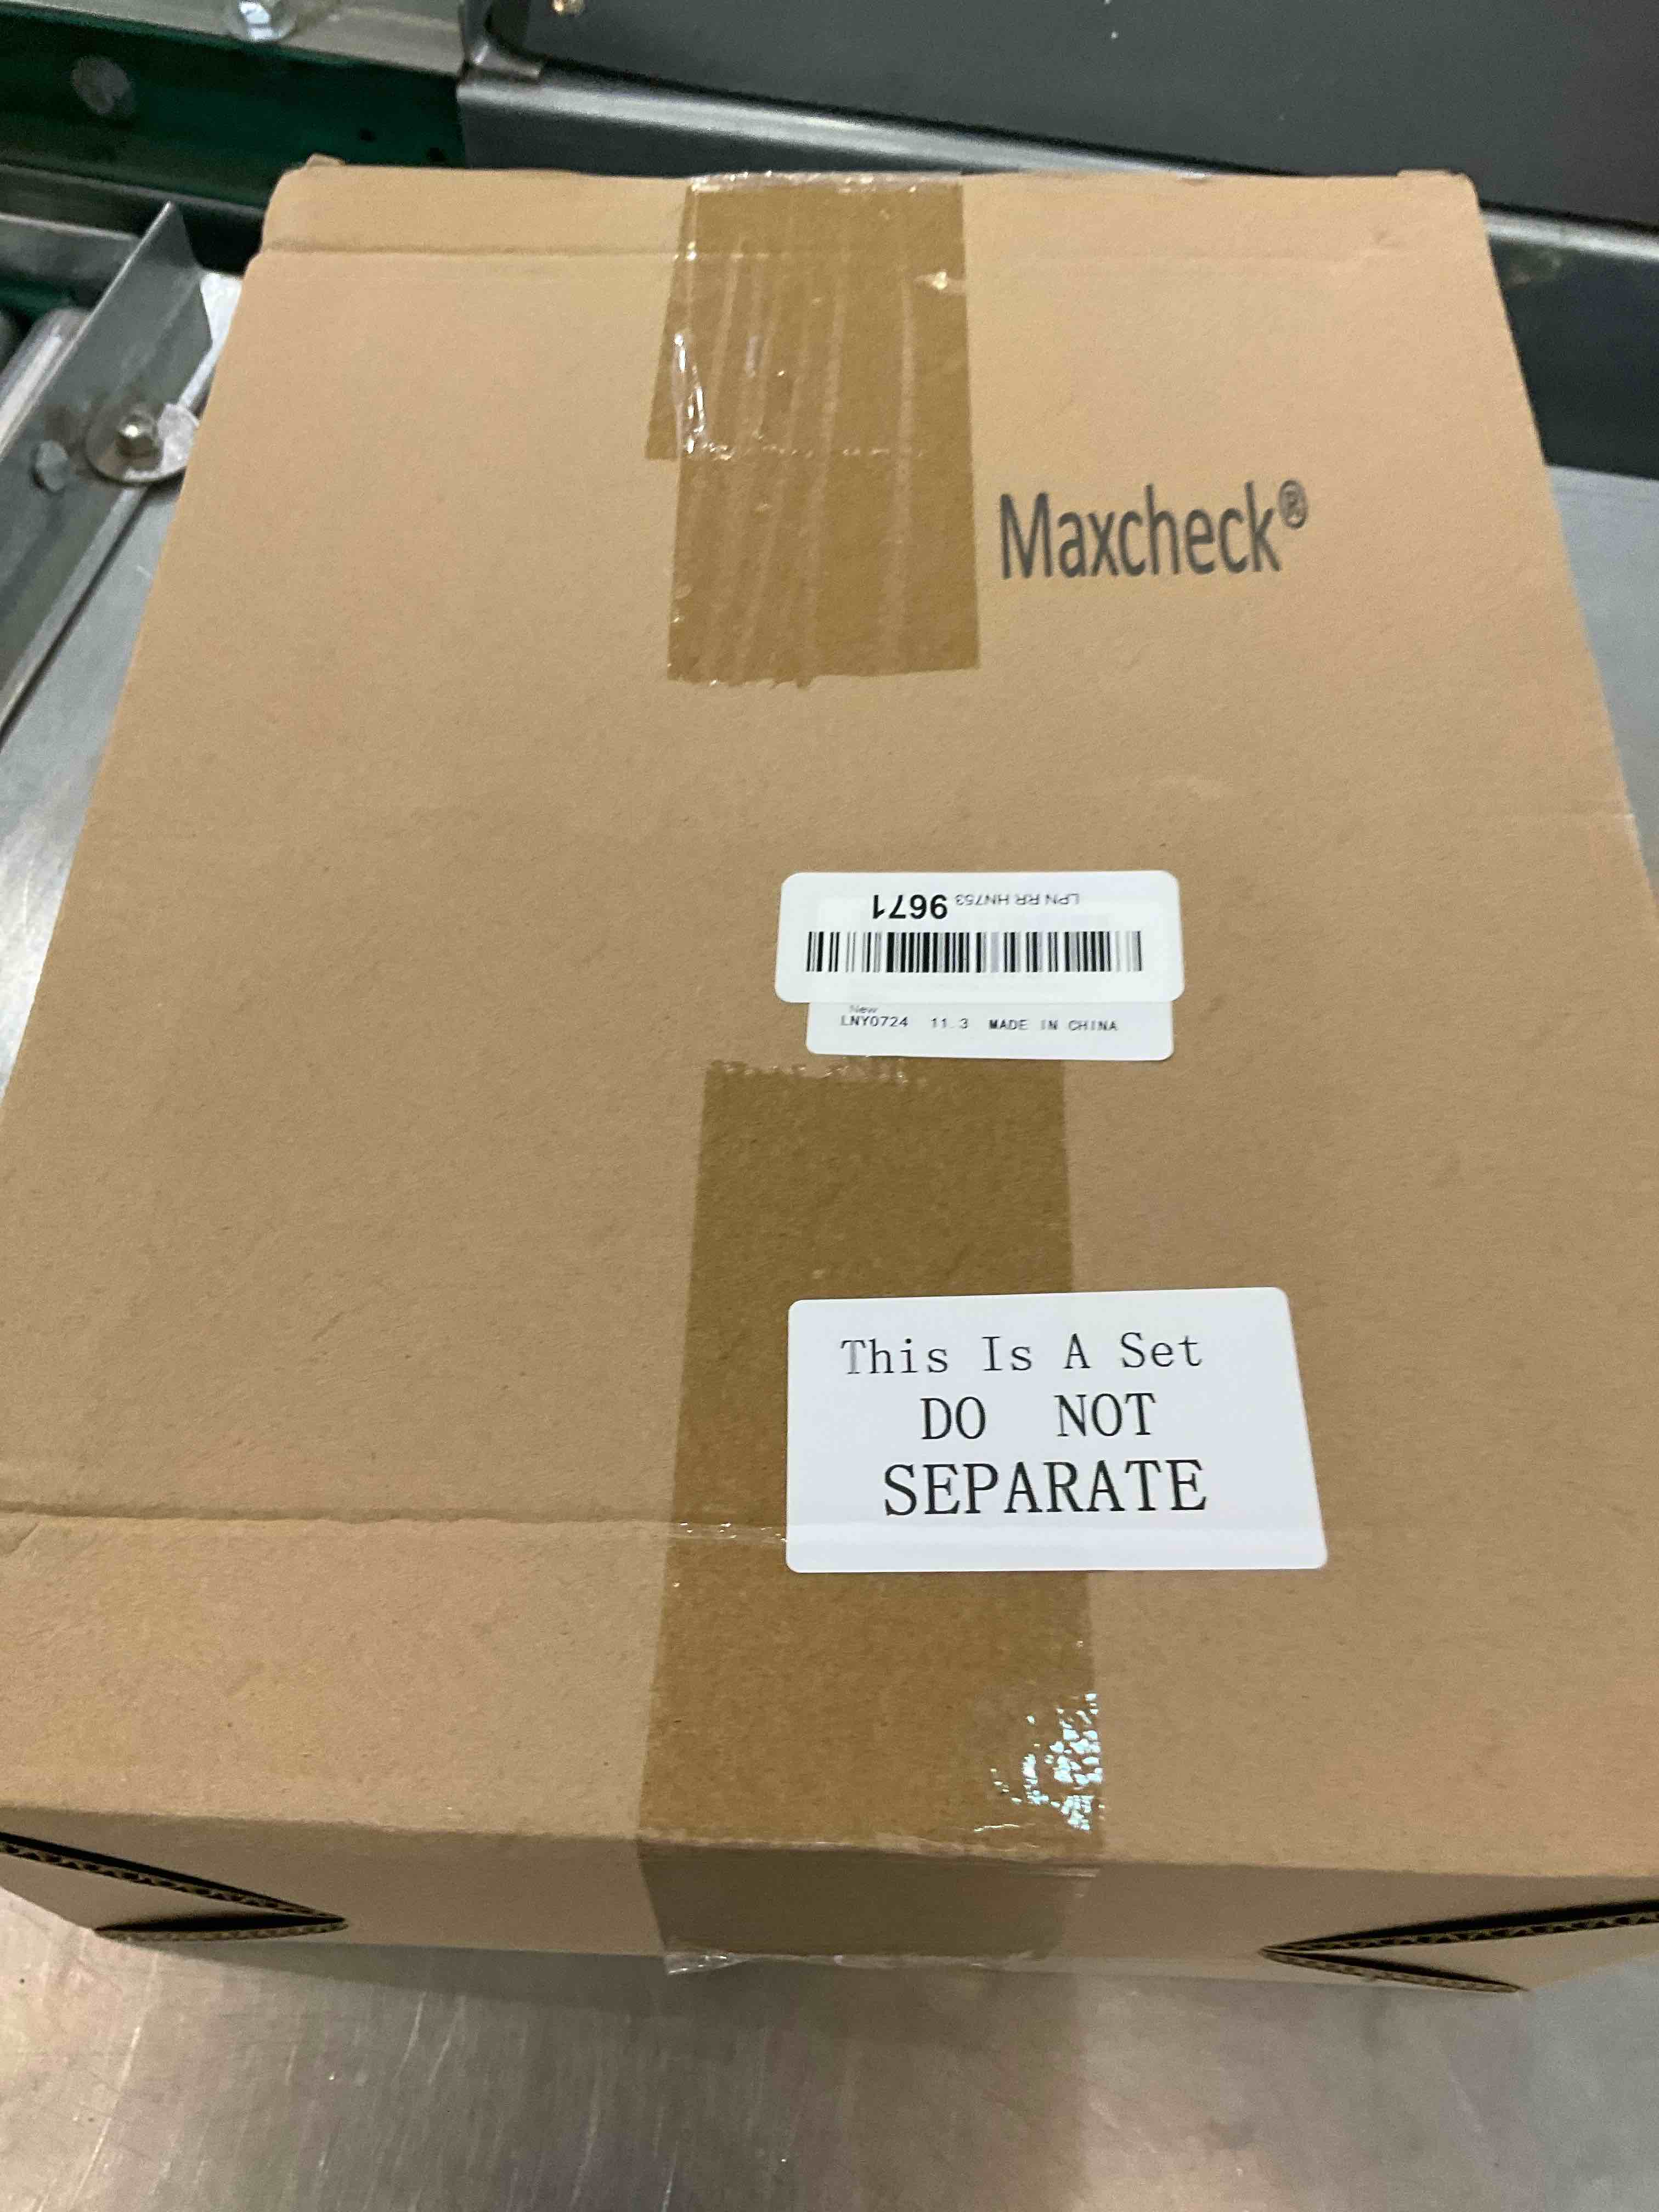 Maxcheck®
LPN RR HN753 9671
New
LNY0724 11.3 MADE IN CHINA
This Is A Set
DO NOT
SEPARATE